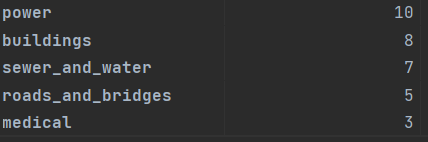 power 10
buildings 8
sewer_and_water 7
roads_and_bridges 5
medical 3